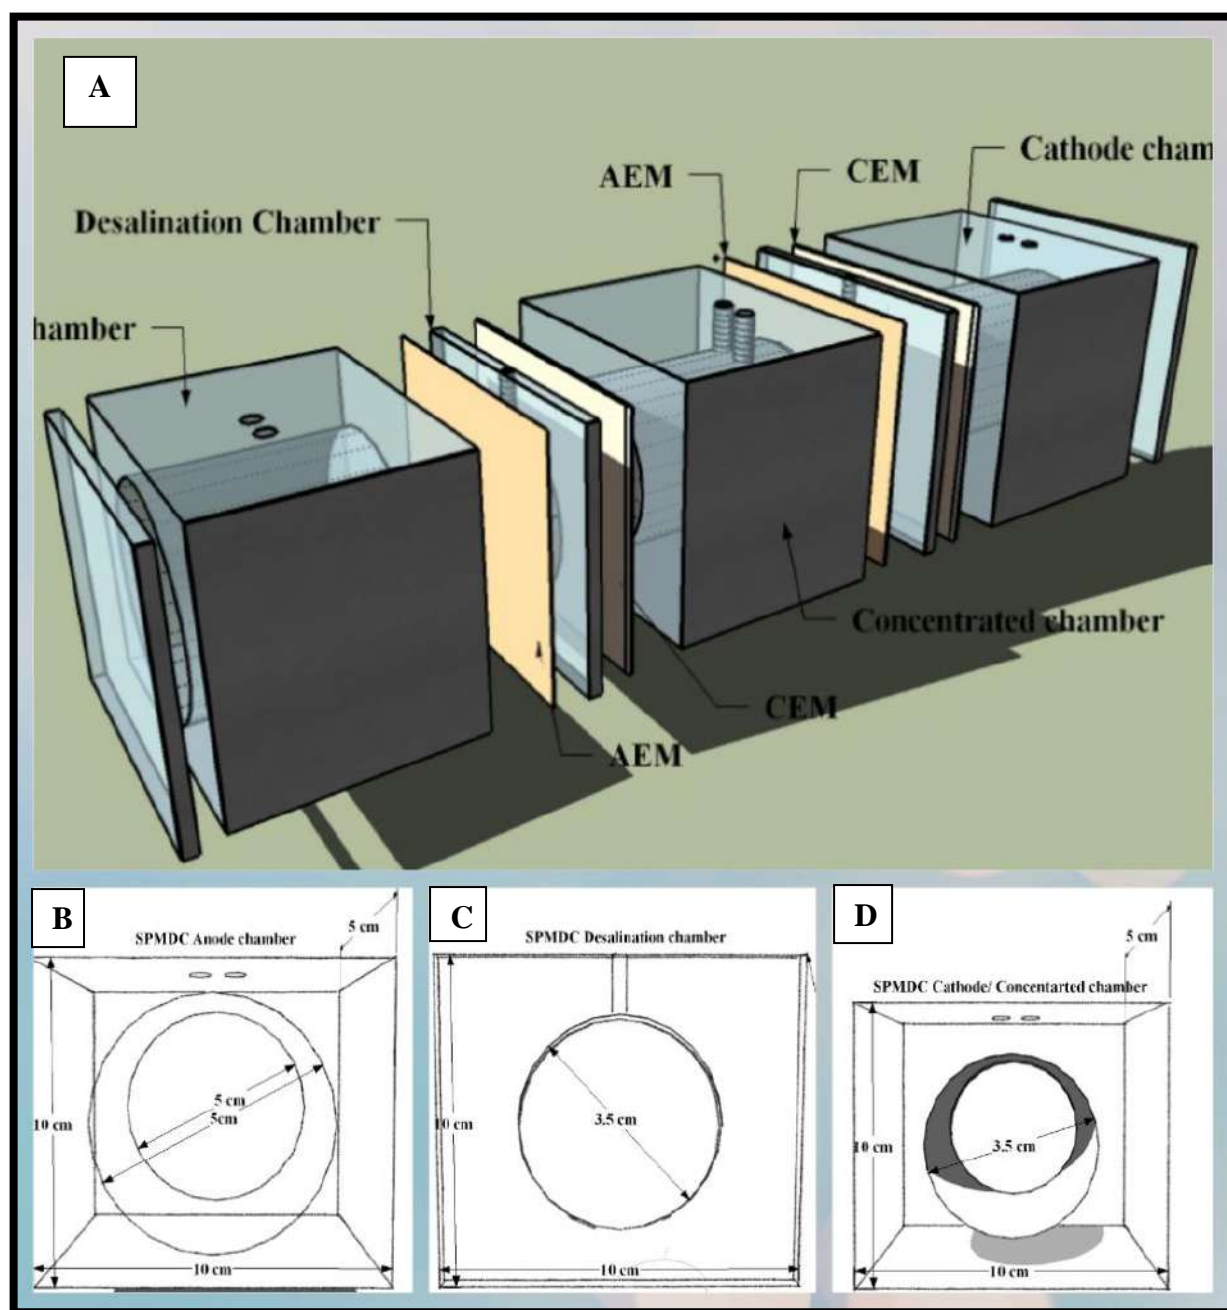 A
Cathode cham
AEM
CEM
Desalination Chamber
hamber
Concentrated chamber
CEM
AEM
B
SPMDC Anode chamber
5 cm
5 cm
5cm
10 cm
10 cm
C
SPMDC Desalination chamber
3.5 cm
10 cm
10 cm
D
5 cm
SPMDC Cathode/ Concentarted chamber
3.5 cm
10 cm
10 cm